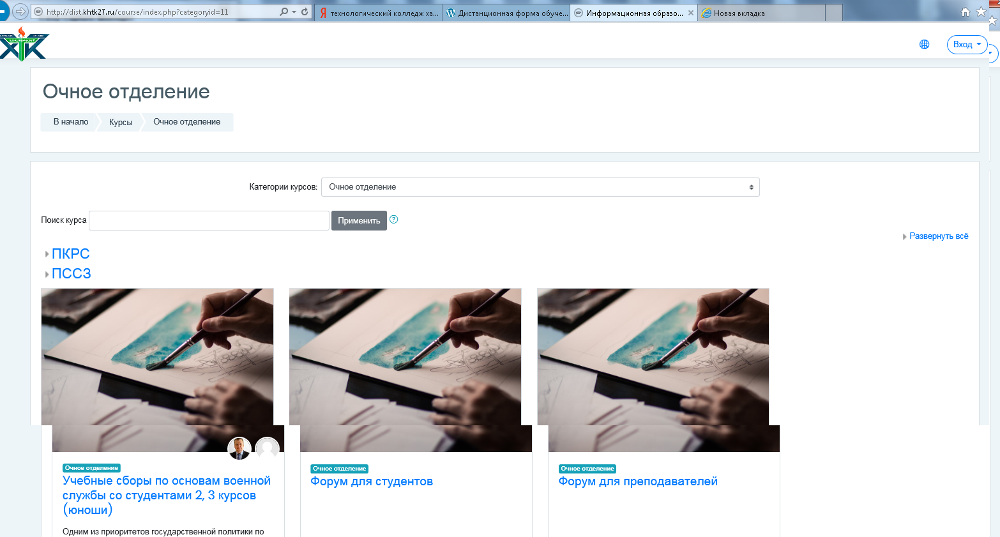 http://dist.khtk27.ru/course/index.php?categoryid=11
технологический колледж ха...
Дистанционная форма обуче...
Информационная образо...
Новая вкладка
ТЕХНОЛОГИЧЕСКИЙ
ХТК
Вход
Очное отделение
В начало
Курсы
Очное отделение
Категории курсов:
Очное отделение
Поиск курса
Применить
?
Развернуть всё
ПКРС
ПССЗ
Очное отделение
Учебные сборы по основам военной
службы со студентами 2, 3 курсов
(юноши)
Одним из приоритетов государственной политики по
Очное отделение
Форум для студентов
Очное отделение
Форум для преподавателей